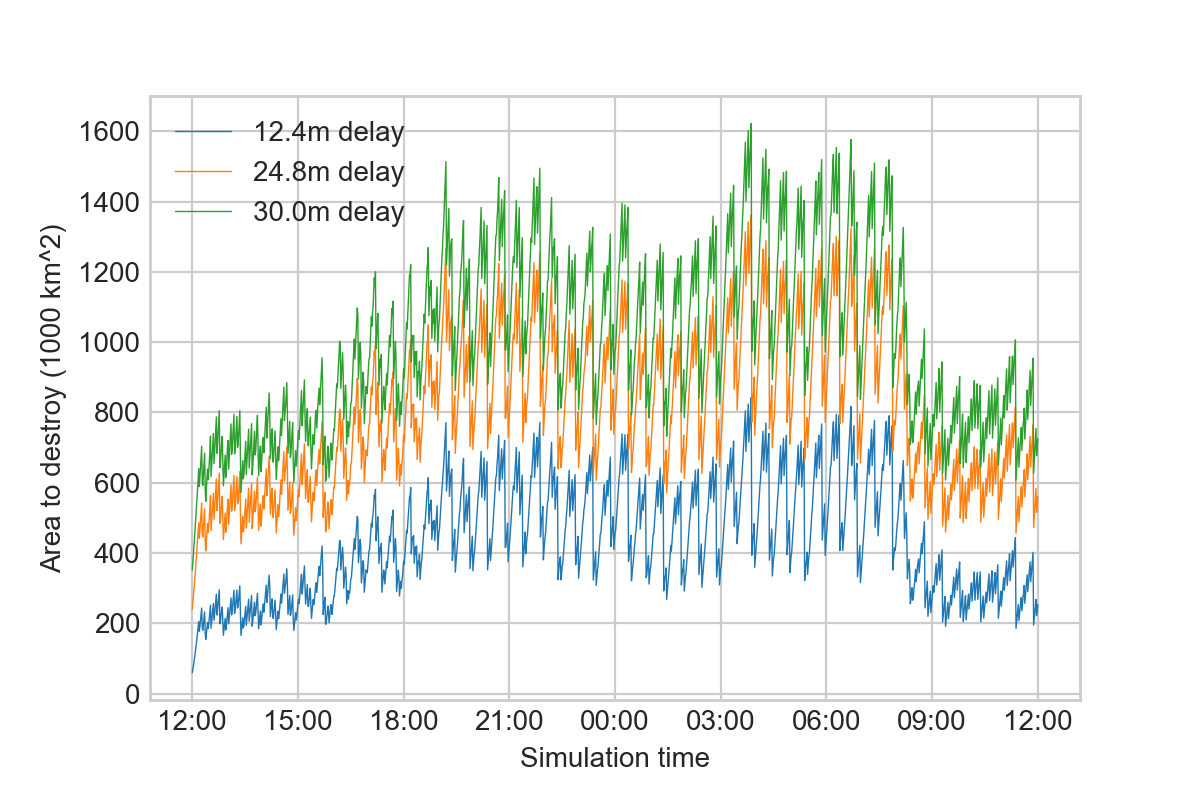 12.4m delay
24.8m delay
30.0m delay
Area to destroy (1000 km^2)
1600
1400
1200
1000
800
600
400
200
0
12:00 15:00 18:00 21:00 00:00 03:00 06:00 09:00 12:00
Simulation time